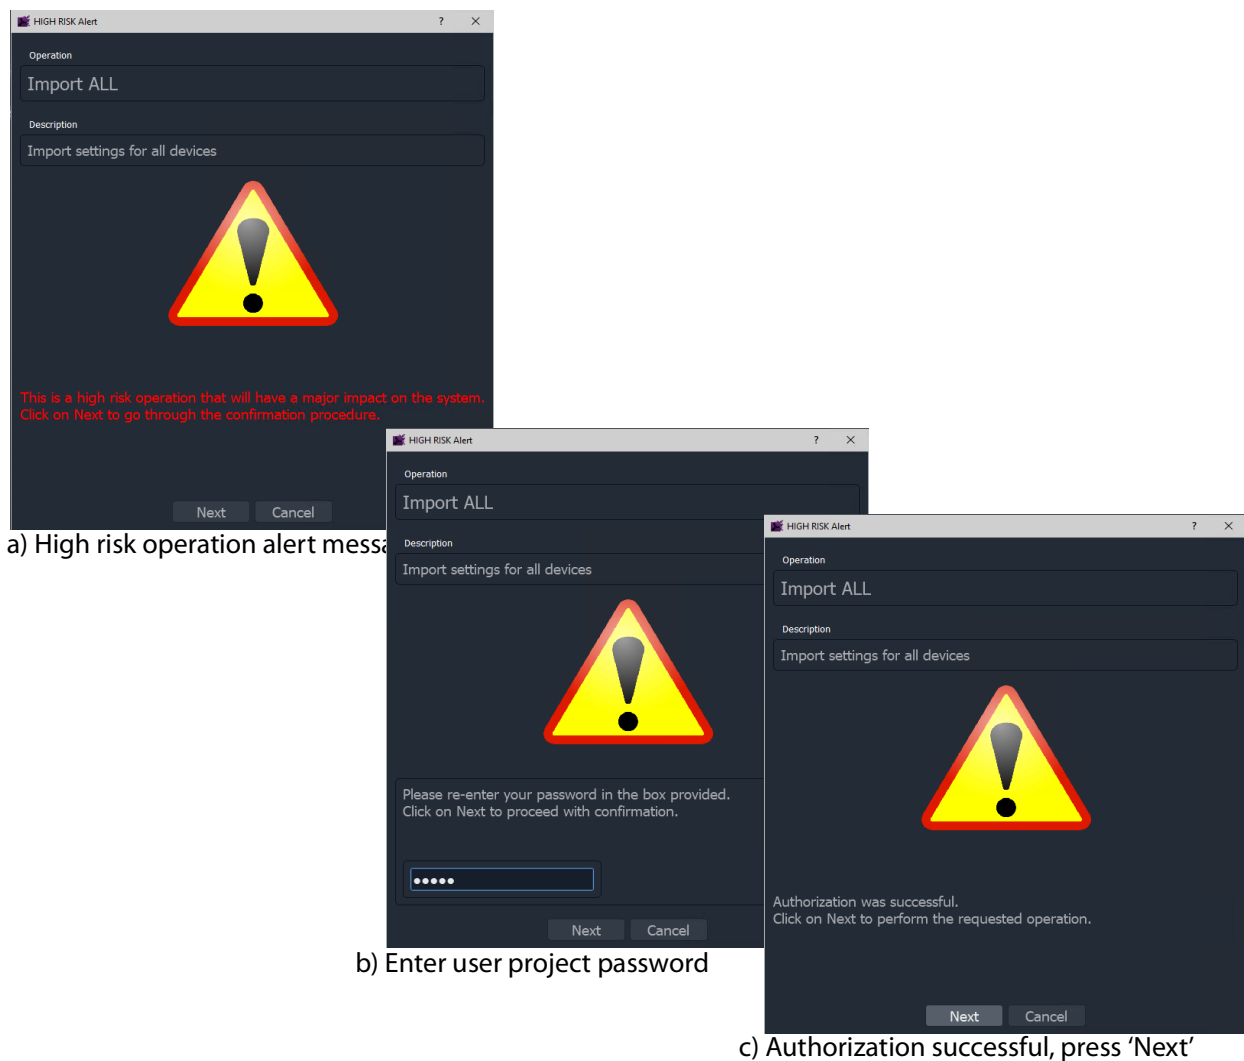 HIGH RISK Alert
Operation
Import ALL
Description
Import settings for all devices
This is a high risk operation that will have a major impact on the system.
Click on Next to go through the confirmation procedure.
Next Cancel
a) High risk operation alert
HIGH RISK Alert
Operation
Import ALL
Description
Import settings for all devices
Please re-enter your password in the box provided.
Click on Next to proceed with confirmation.
•••••
Next Cancel
b) Enter user project password
HIGH RISK Alert
Operation
Import ALL
Description
Import settings for all devices
Authorization was successful.
Click on Next to perform the requested operation.
Next Cancel
c) Authorization successful, press ‘Next’